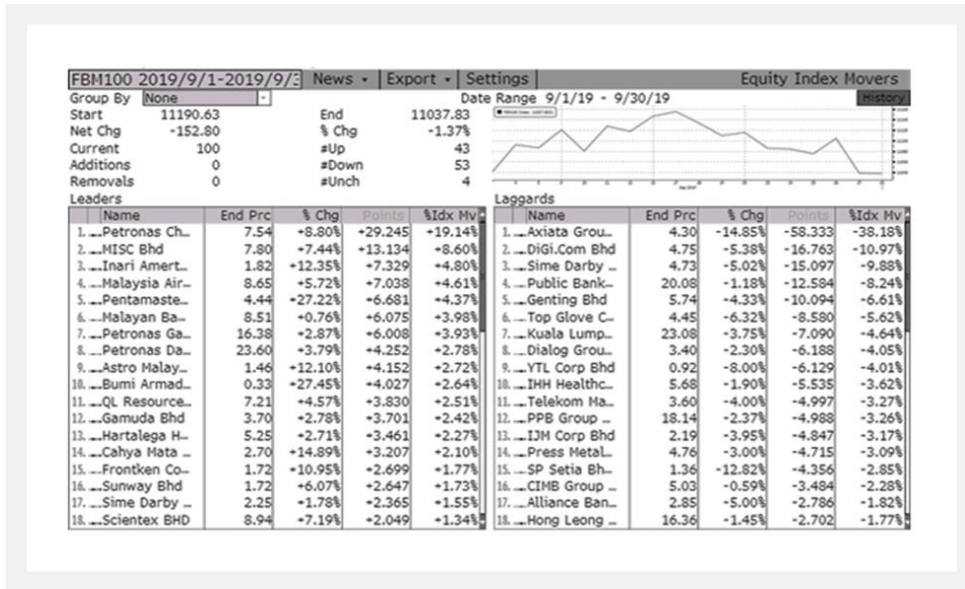 FBM100 2019/9/1-2019/9/3 News Export Settings Equity Index Movers
Group By None Date Range 9/1/19 - 9/30/19 History
Start 11190.63 End 11037.83
Net Chg -152.80 % Chg -1.37%
Current 100 #Up 43
Additions 0 #Down 53
Removals 0 #Unch 4
Leaders Laggards
Name End Prc % Chg Points %Idx Mv Name End Prc % Chg Points %Idx Mv
1. Petronas Ch… 7.54 +8.80% +29.245 +19.14% 1. Axiata Grou… 4.30 -14.85% -58.333 -38.18%
2. MISC Bhd 7.80 +7.44% +13.134 +8.60% 2. DiGi.Com Bhd 4.75 -5.38% -16.763 -10.97%
3. Inari Amert… 1.82 +12.35% +7.329 +4.80% 3. Sime Darby … 4.73 -5.02% -15.097 -9.88%
4. Malaysia Air… 8.65 +5.72% +7.038 +4.61% 4. Public Bank… 20.08 -1.18% -12.584 -8.24%
5. Pentamaste… 4.44 +27.22% +6.681 +4.37% 5. Genting Bhd 5.74 +4.33% -10.094 -6.61%
6. Malayan Ba… 8.51 +0.76% +6.075 +3.98% 6. Top Glove C… 4.45 -6.32% -8.580 -5.62%
7. Petronas Ga… 16.38 +2.87% +6.008 +3.93% 7. Kuala Lump… 23.08 -3.75% -7.090 -4.64%
8. Petronas Da… 23.60 +3.79% +4.252 +2.78% 8. Dialog Grou… 3.40 -2.30% -6.188 -4.05%
9. Astro Malay… 1.46 +12.10% +4.152 +2.72% 9. YTL Corp Bhd 0.92 -8.00% -6.129 -4.01%
10. Bumi Armad… 0.33 +27.45% +4.027 +2.64% 10. IHH Healthc… 5.68 -1.90% -5.535 -3.62%
11. QL Resource… 7.21 +4.57% +3.830 +2.51% 11. Telekom Ma… 3.60 -4.00% -4.997 -3.27%
12. Gamuda Bhd 3.70 +2.78% +3.701 +2.42% 12. PPB Group … 18.14 -2.37% -4.988 -3.26%
13. Hartalega H… 5.25 +2.71% +3.461 +2.27% 13. IJM Corp Bhd 2.19 -3.95% -4.847 -3.17%
14. Cahya Mata … 2.70 +14.89% +3.207 +2.10% 14. Press Metal… 4.76 -3.00% -4.715 -3.09%
15. Frontken Co… 1.72 +10.95% +2.699 +1.77% 15. SP Setia Bh… 1.36 -12.82% -4.356 -2.85%
16. Sunway Bhd 1.72 +6.07% +2.647 +1.73% 16. CIMB Group … 5.03 -0.59% -3.484 -2.28%
17. Sime Darby … 2.25 +1.78% +2.365 +1.55% 17. Alliance Ban… 2.85 -5.00% -2.786 -1.82%
18. Scientex BHD 8.94 +7.19% +2.049 +1.34% 18. Hong Leong … 16.36 -1.45% -2.702 -1.77%